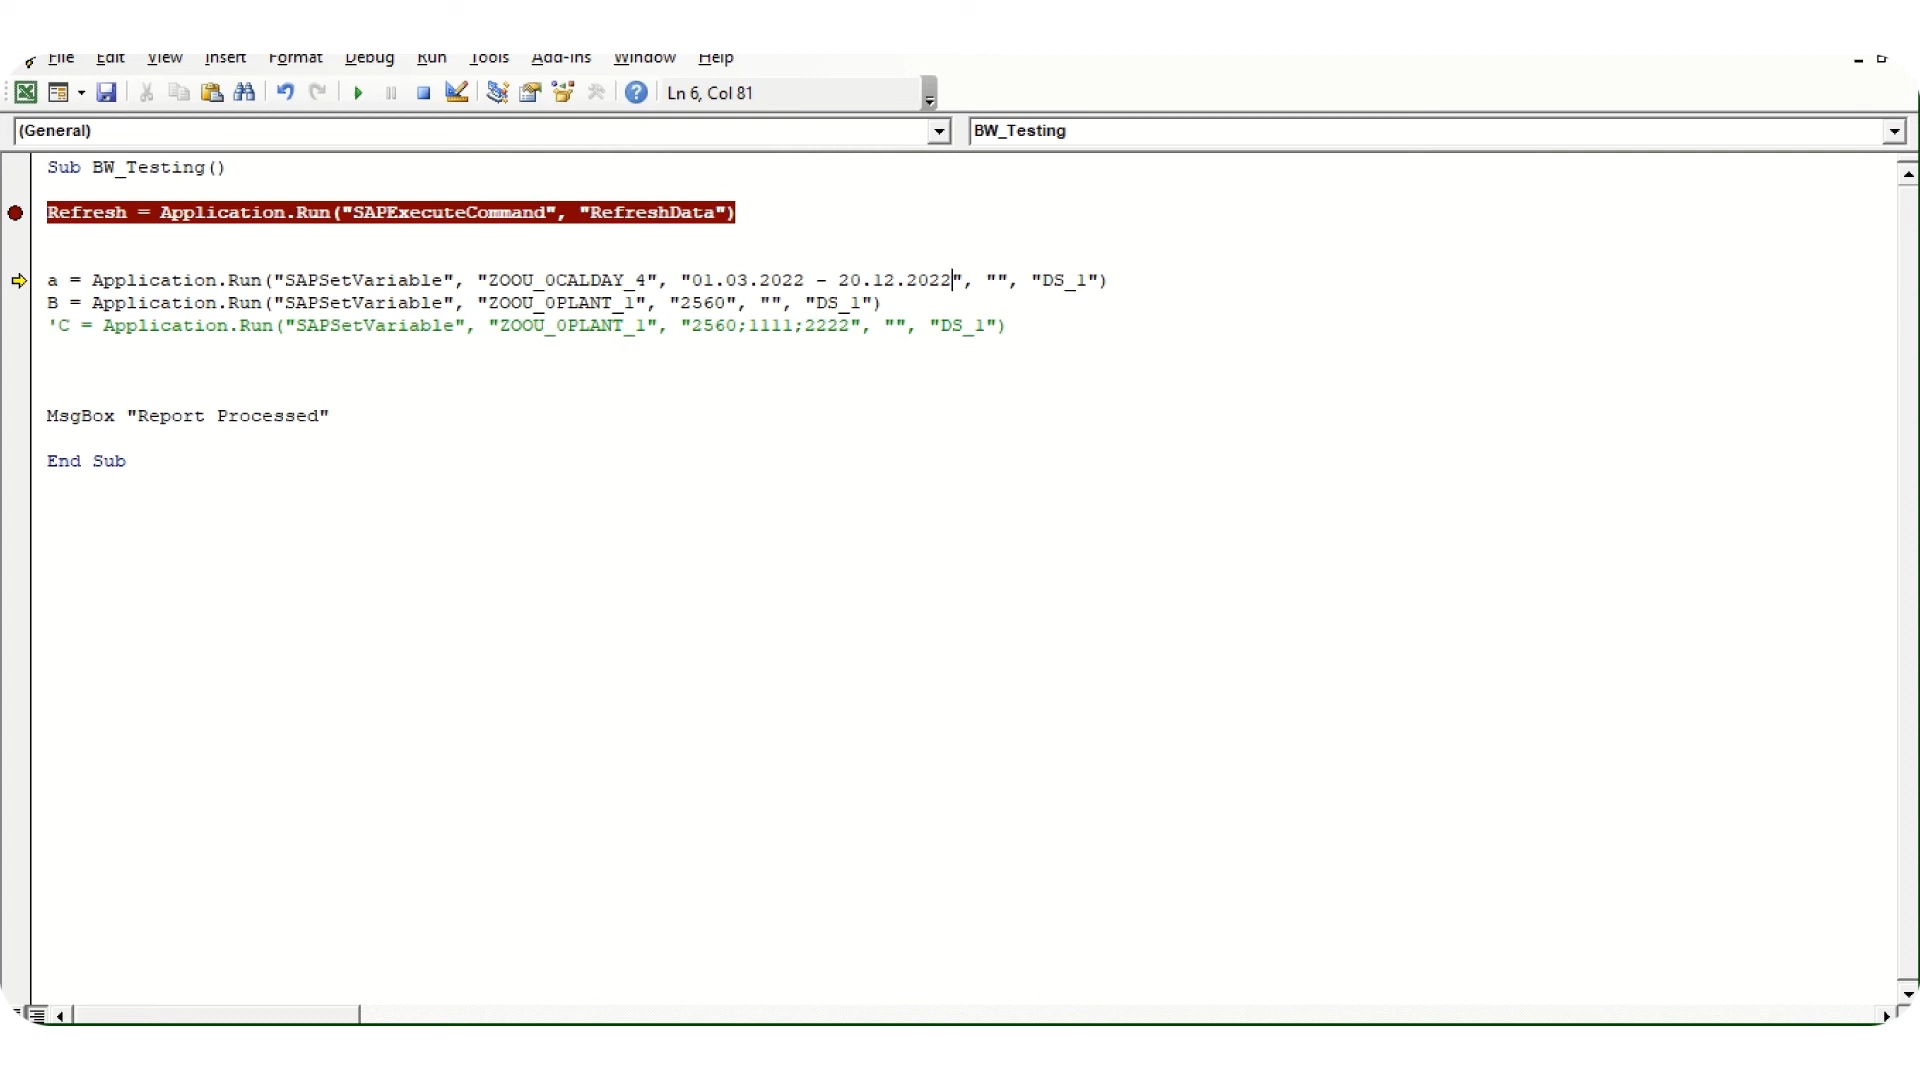 File Edit View Insert Format Debug Run Tools Add-Ins Window Help
Ln 6, Col 81
(General) BW_Testing
Sub BW_Testing()
Refresh = Application.Run("SAPExecuteCommand", "RefreshData")
a = Application.Run("SAPSetVariable", "ZOOU_0CALDAY_4", "01.03.2022 - 20.12.2022", "", "DS_1")
B = Application.Run("SAPSetVariable", "ZOOU_0PLANT_1", "2560", "", "DS_1")
'C = Application.Run("SAPSetVariable", "ZOOU_0PLANT_1", "2560;1111;2222", "", "DS_1")
MsgBox "Report Processed"
End Sub